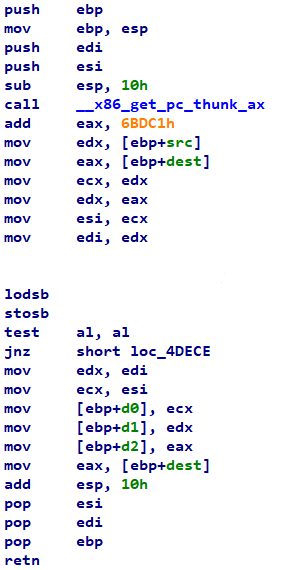 push    ebp
mov     ebp, esp
push    edi
push    esi
sub     esp, 10h
call    __x86_get_pc_thunk_ax
add     eax, 6BDC1h
mov     edx, [ebp+src]
mov     eax, [ebp+dest]
mov     ecx, edx
mov     edx, eax
mov     esi, ecx
mov     edi, edx
lodsb
stosb
test    al, al
jnz     short loc_4DECE
mov     edx, edi
mov     ecx, esi
mov     [ebp+d0], ecx
mov     [ebp+d1], edx
mov     [ebp+d2], eax
mov     eax, [ebp+dest]
add     esp, 10h
pop     esi
pop     edi
pop     ebp
retn